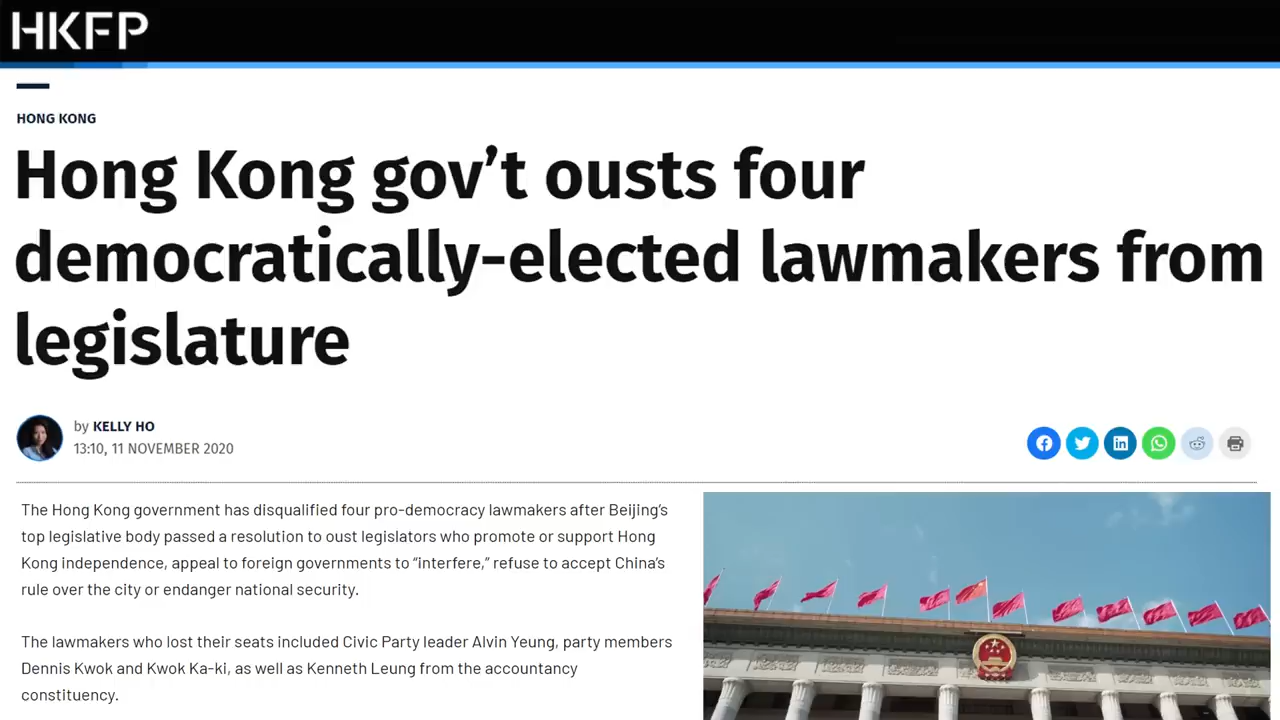 HKFP
HONG KONG
Hong Kong gov’t ousts four
democratically-elected lawmakers from
legislature
by KELLY HO
13:10, 11 NOVEMBER 2020
The Hong Kong government has disqualified four pro-democracy lawmakers after Beijing’s
top legislative body passed a resolution to oust legislators who promote or support Hong
Kong independence, appeal to foreign governments to “interfere,” refuse to accept China’s
rule over the city or endanger national security.
The lawmakers who lost their seats included Civic Party leader Alvin Yeung, party members
Dennis Kwok and Kwok Ka-ki, as well as Kenneth Leung from the accountancy
constituency.